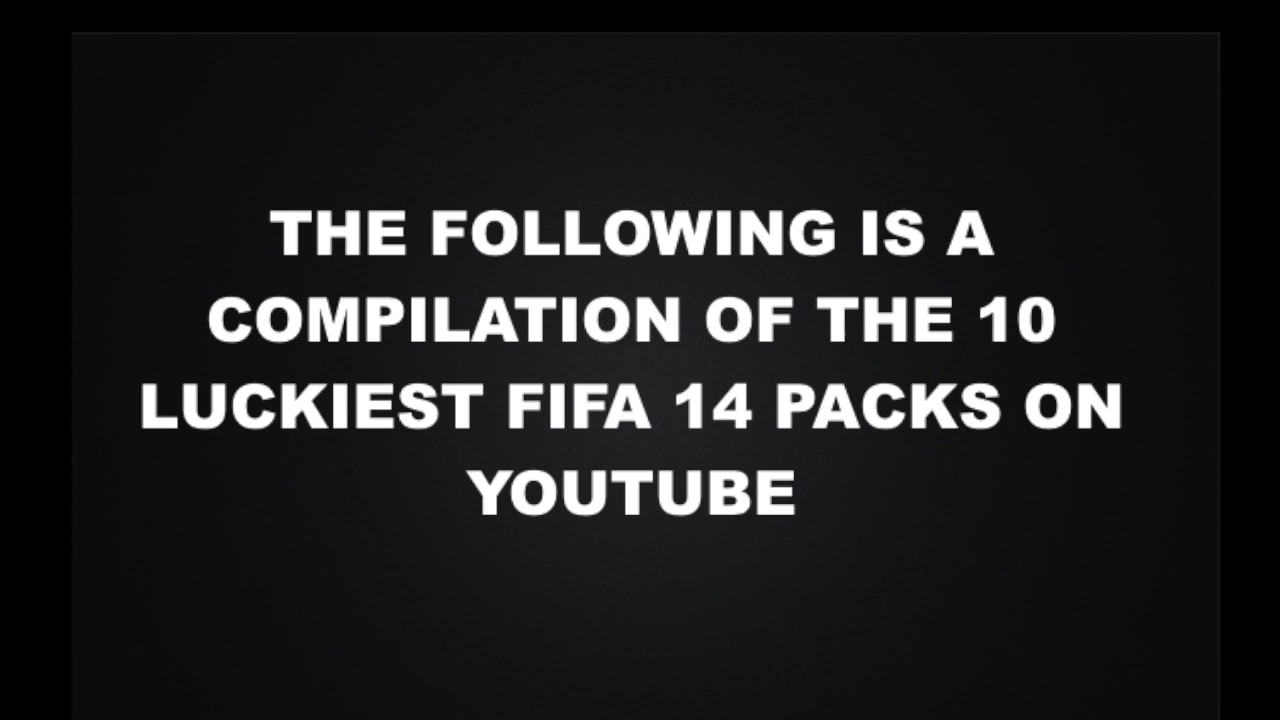 THE FOLLOWING IS A
COMPILATION OF THE 10
LUCKIEST FIFA 14 PACKS ON
YOUTUBE